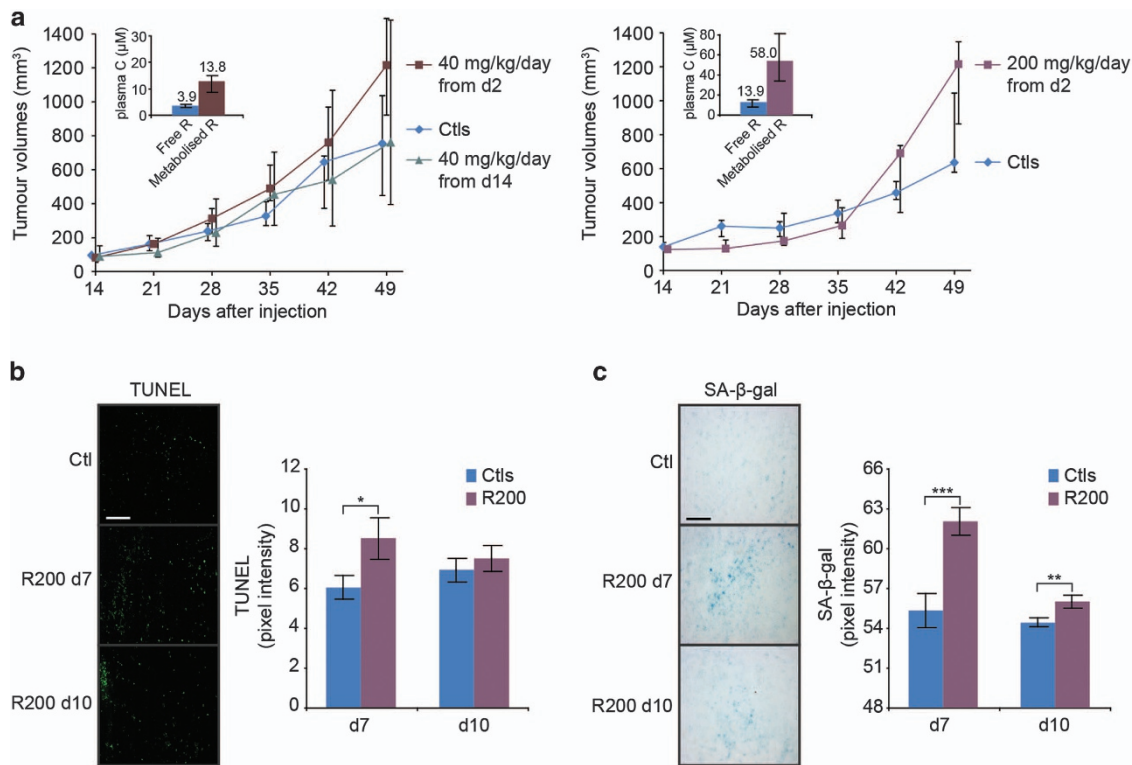 a
Tumour volumes (mm³)
1400
1200
1000
800
600
400
200
0
14 21 28 35 42 49
Days after injection
plasma C (µM)
30
20
10
0
3.9
13.8
Free R
Metabolised R
40 mg/kg/day
from d2
Ctls
40 mg/kg/day
from d14
Tumour volumes (mm³)
1400
1200
1000
800
600
400
200
0
14 21 28 35 42 49
Days after injection
plasma C (µM)
80
60
40
20
0
13.9
58.0
Free R
Metabolised R
200 mg/kg/day
from d2
Ctls
b
TUNEL
Ctl
R200 d7
R200 d10
TUNEL
(pixel intensity)
12
10
8
6
4
2
0
*
Ctls
R200
d7 d10
c
SA-β-gal
Ctl
R200 d7
R200 d10
SA-β-gal
(pixel intensity)
66
63
60
57
54
51
48
***
**
Ctls
R200
d7 d10